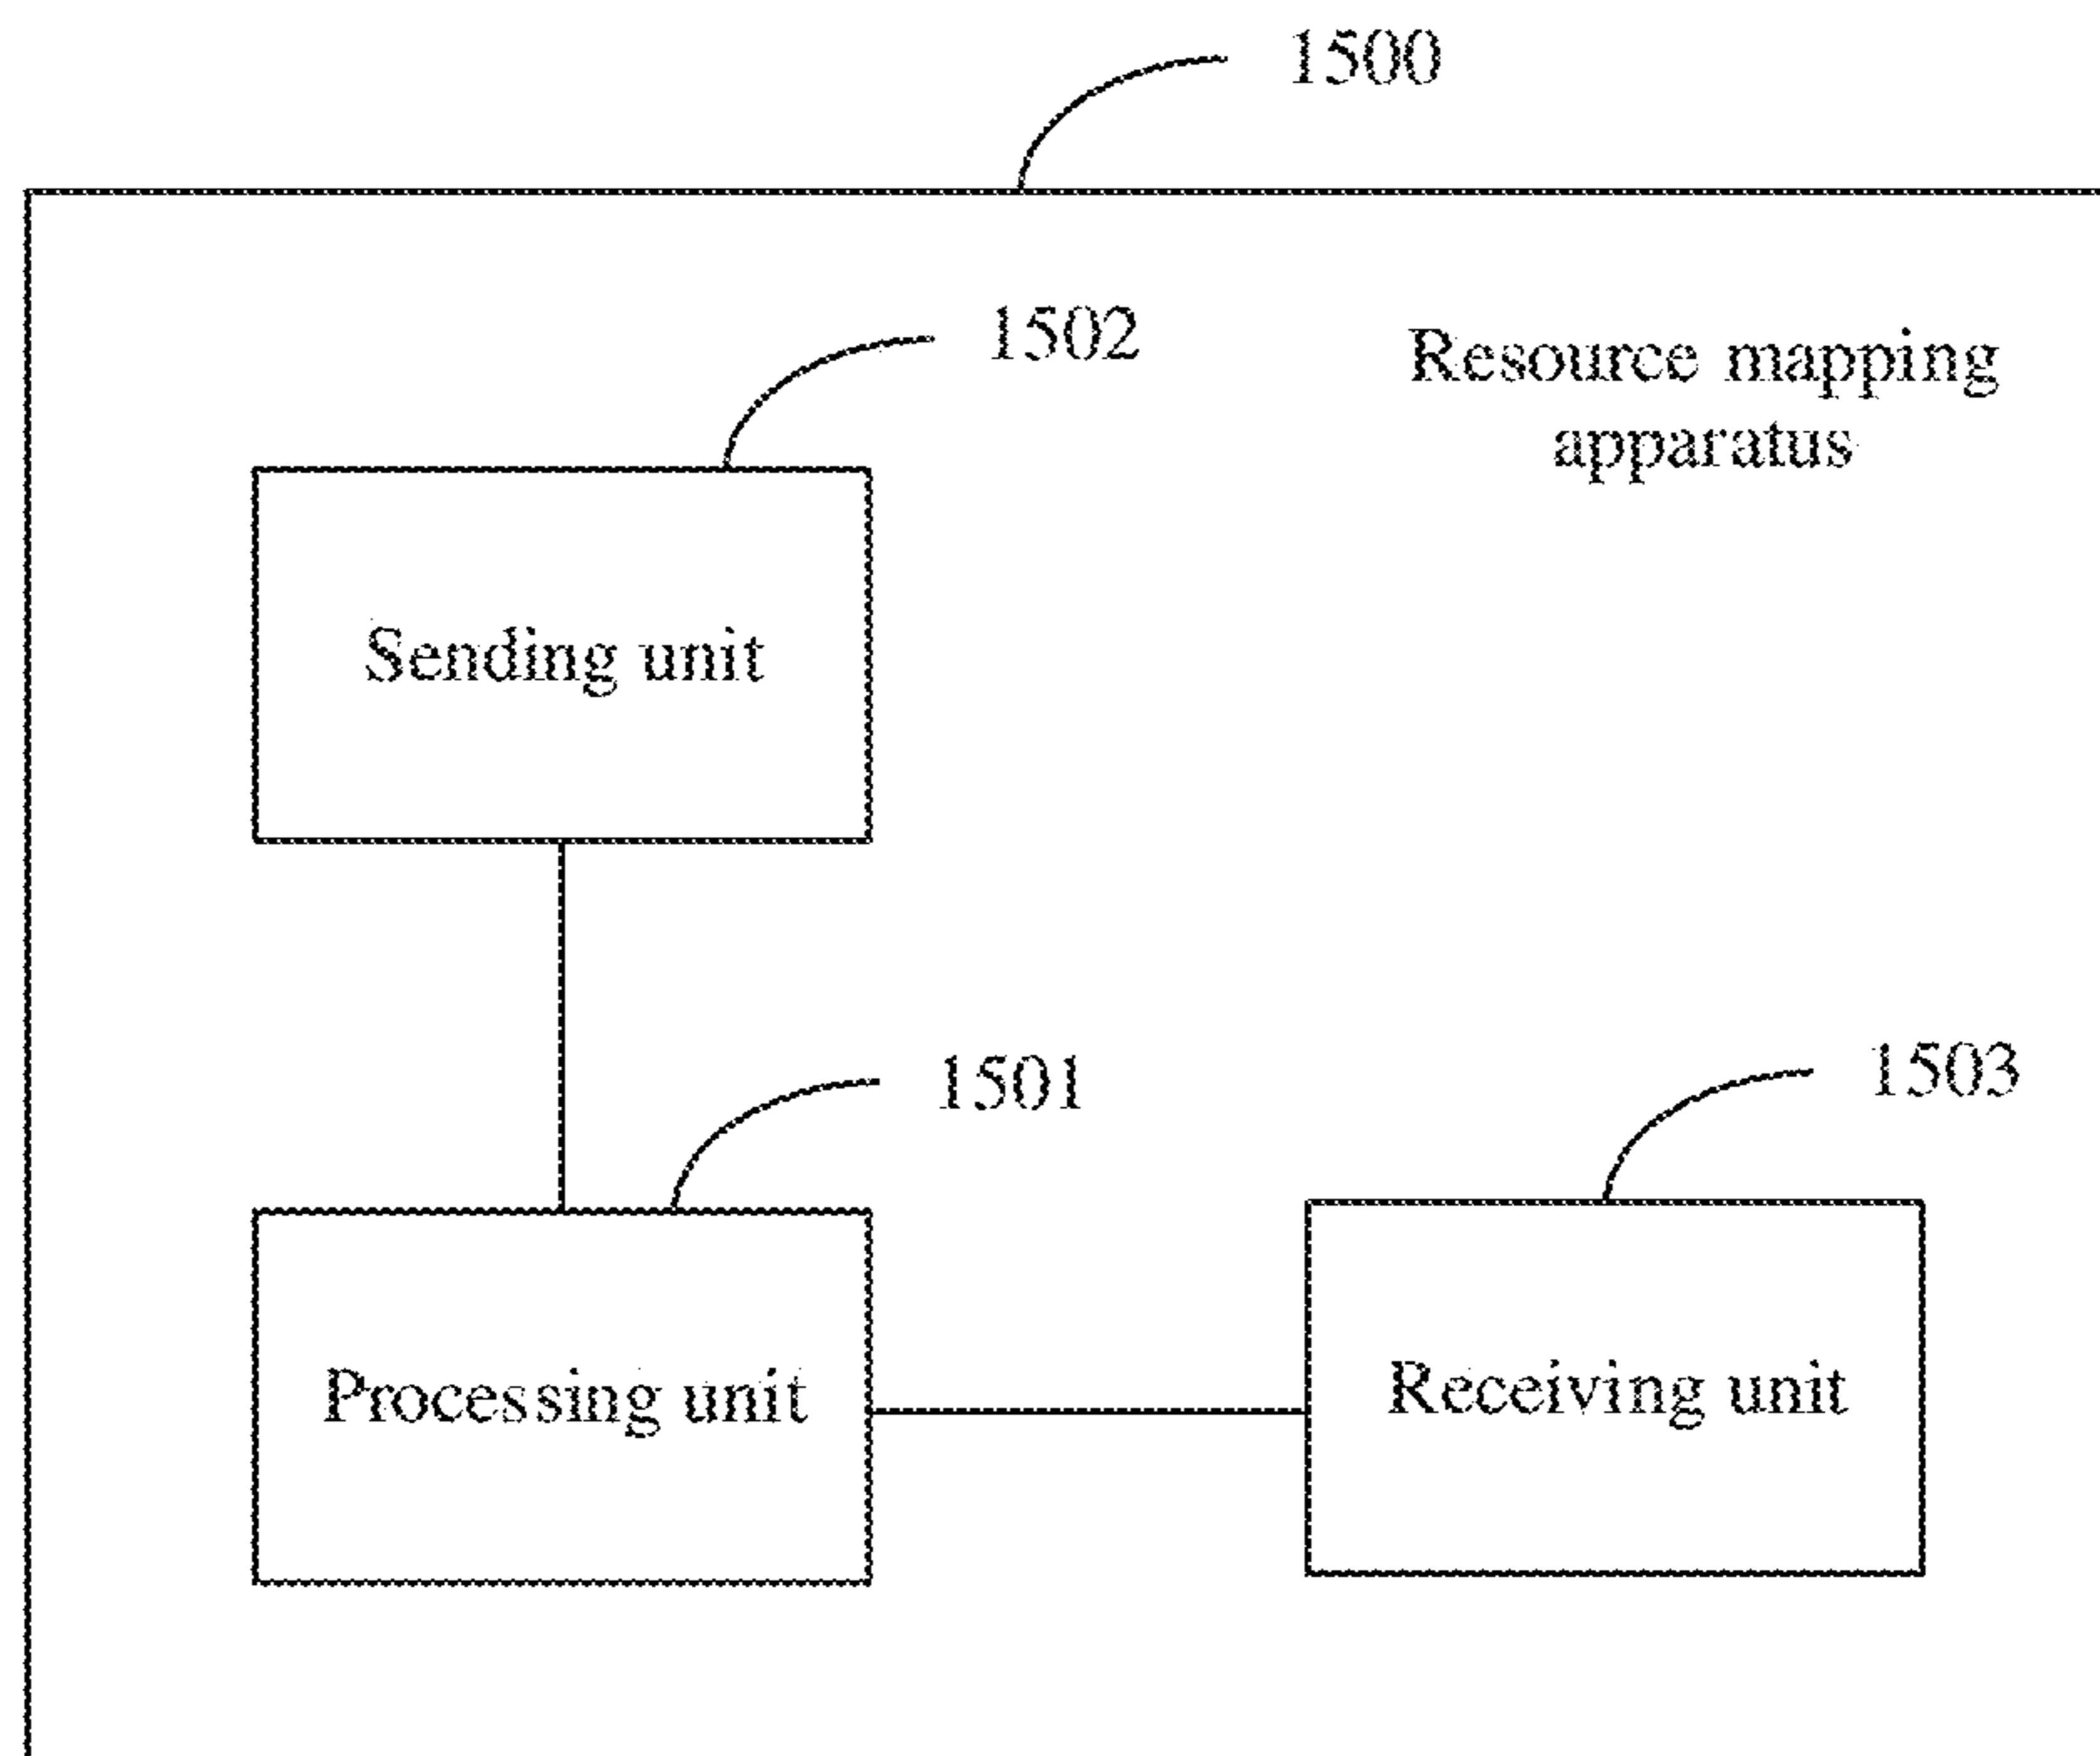 1500
1502
Resource mapping
apparatus
Sending unit
1501
1503
Processing unit
Receiving unit